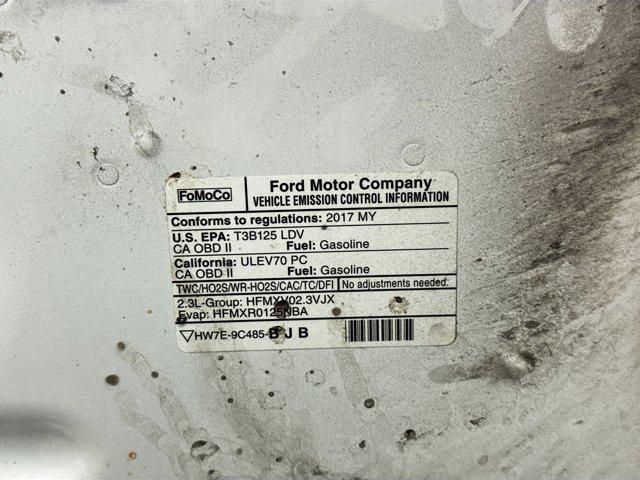 FoMoCo
Ford Motor Company
VEHICLE EMISSION CONTROL INFORMATION
Conforms to regulations: 2017 MY
U.S. EPA: T3B125 LDV
CA OBD II Fuel: Gasoline
California: ULEV70 PC
CA OBD II Fuel: Gasoline
TWC/HO2S/WR-HO2S/CAC/TC/DFI No adjustments needed.
2.3L-Group: HFMXV02.3VJX
Evap: HFMXR0125NBA
HW7E-9C485-B J B